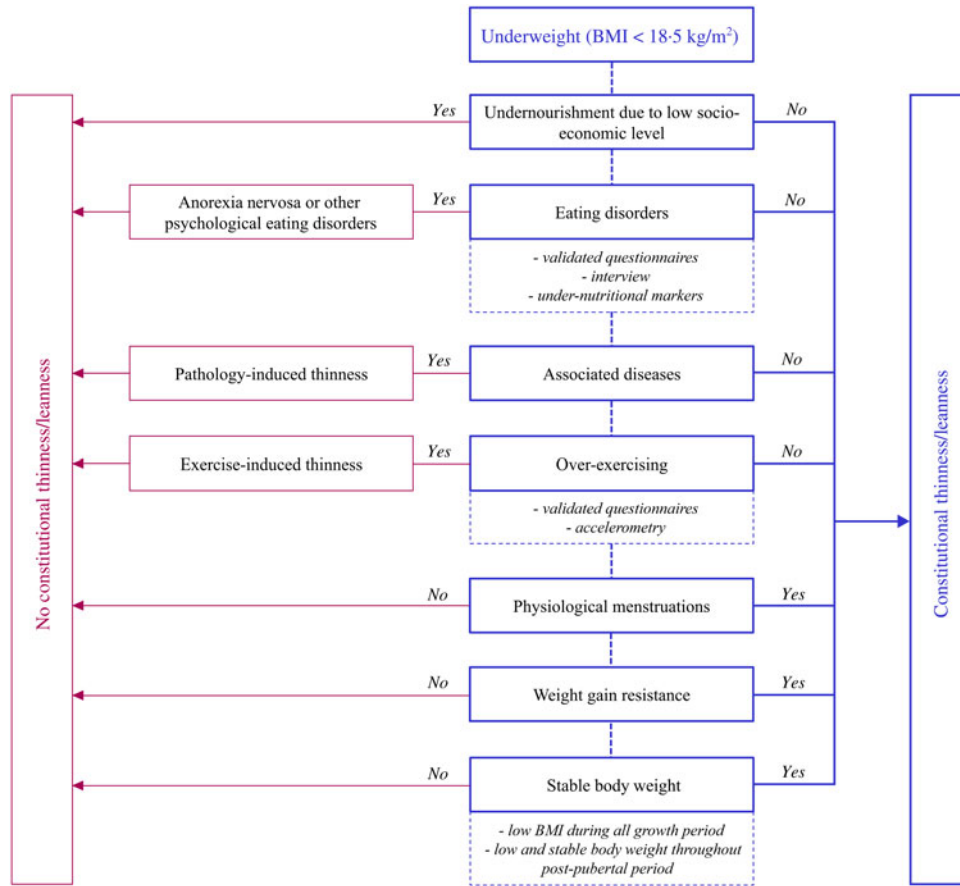 Underweight (BMI < 18·5 kg/m²)
Yes
Undernourishment due to low socio-
economic level
No
Anorexia nervosa or other
psychological eating disorders
Yes
Eating disorders
No
- validated questionnaires
- interview
- under-nutritional markers
Pathology-induced thinness
Yes
Associated diseases
No
Exercise-induced thinness
Yes
Over-exercising
No
- validated questionnaires
- accelerometry
No
Physiological menstruations
Yes
No
Weight gain resistance
Yes
No
Stable body weight
Yes
- low BMI during all growth period
- low and stable body weight throughout
post-pubertal period
No constitutional thinness/leanness
Constitutional thinness/leanness